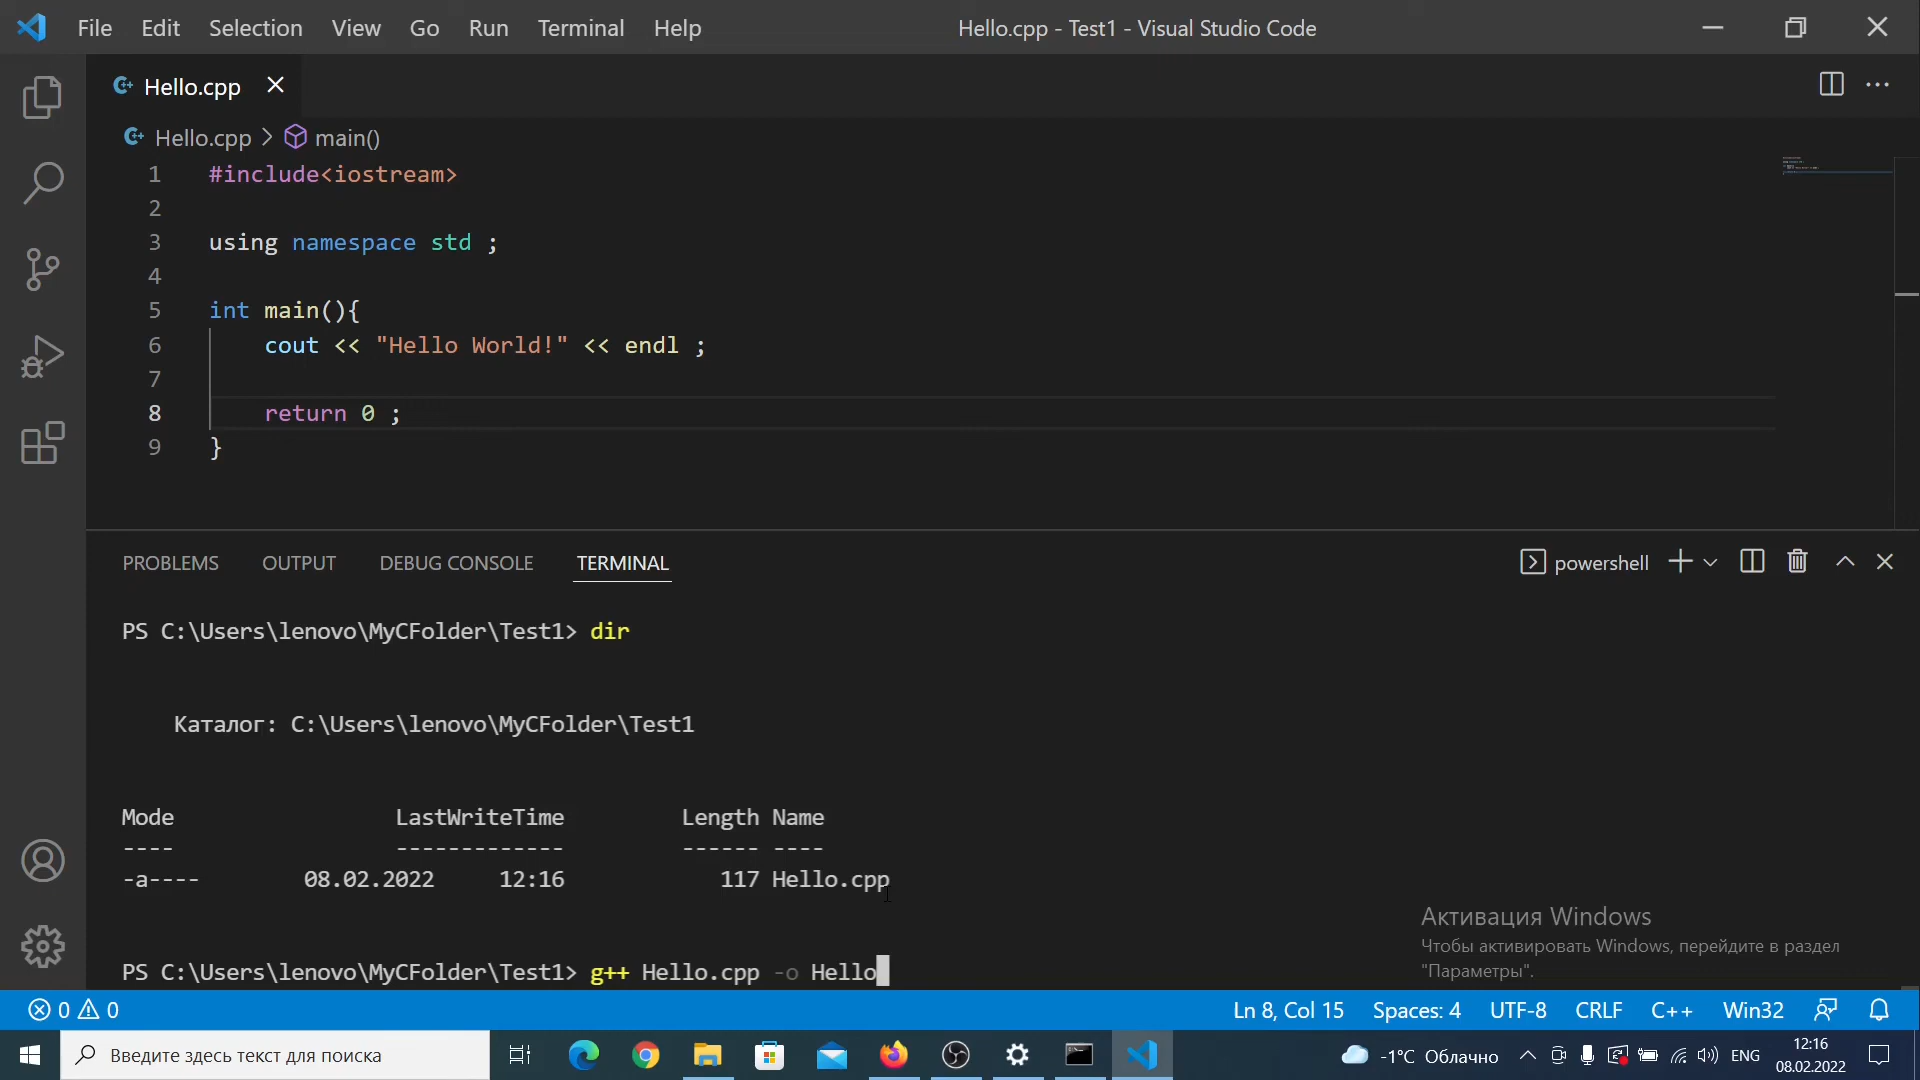 File Edit Selection View Go Run Terminal Help Hello.cpp - Test1 - Visual Studio Code
Hello.cpp
Hello.cpp > main()
1 #include<iostream>
2
3 using namespace std ;
4
5 int main(){
6 cout << "Hello World!" << endl ;
7
8 return 0 ;
9 }
PROBLEMS OUTPUT DEBUG CONSOLE TERMINAL powershell
PS C:\Users\lenovo\MyCFolder\Test1> dir
Каталог: C:\Users\lenovo\MyCFolder\Test1
Mode LastWriteTime Length Name
---- ------------- ------ ----
-a---- 08.02.2022 12:16 117 Hello.cpp
PS C:\Users\lenovo\MyCFolder\Test1> g++ Hello.cpp -o Hello
Активация Windows
Чтобы активировать Windows, перейдите в раздел
"Параметры".
0 0 Ln 8, Col 15 Spaces: 4 UTF-8 CRLF C++ Win32
Введите здесь текст для поиска -1°C Облачно ENG 12:16
08.02.2022